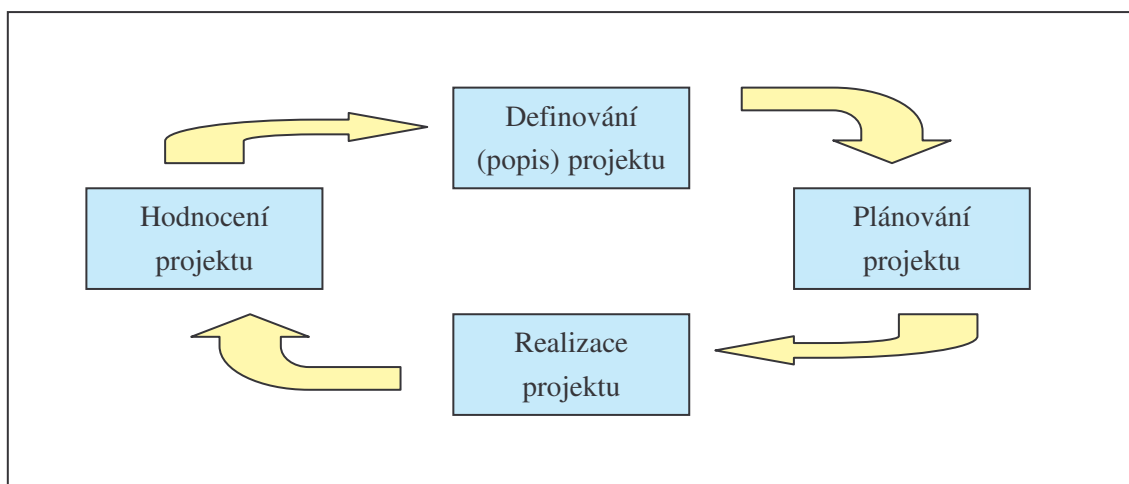 Definování
(popis) projektu
Hodnocení
projektu
Plánování
projektu
Realizace
projektu